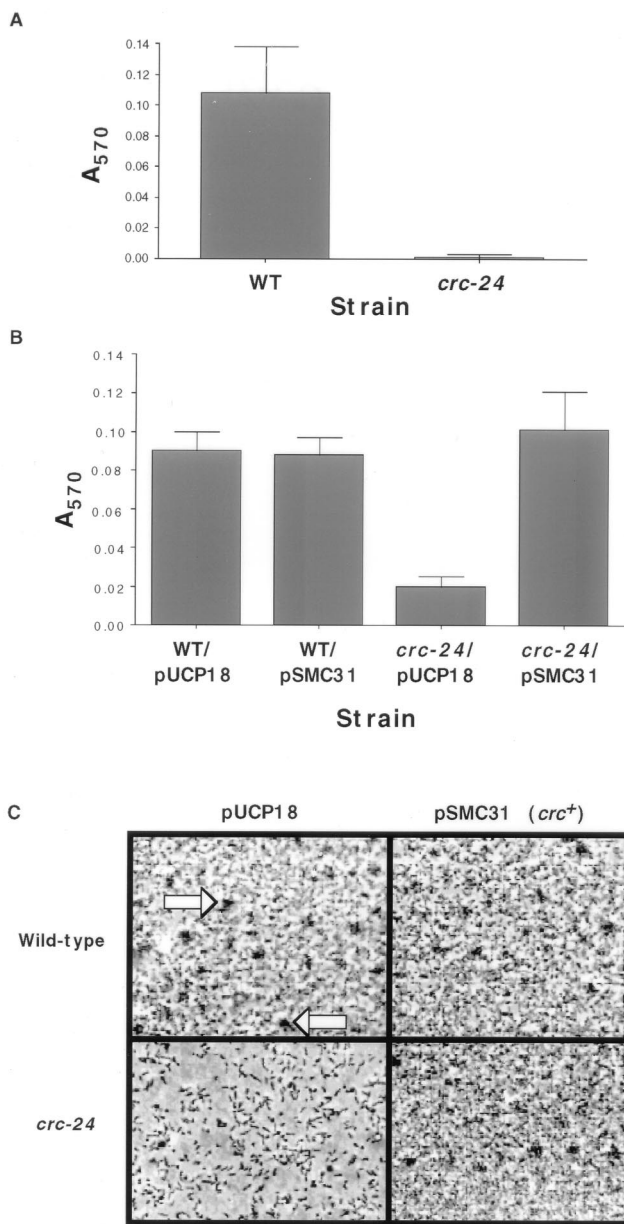 A
0.14
0.12
0.10
0.08
0.06
0.04
0.02
0.00
A570
WT crc-24
Strain
B
0.14
0.12
0.10
0.08
0.06
0.04
0.02
0.00
A570
WT/ WT/ crc-24/ crc-24/
pUCP18 pSMC31 pUCP18 pSMC31
Strain
C
pUCP18 pSMC31 (crc+)
Wild-type
crc-24